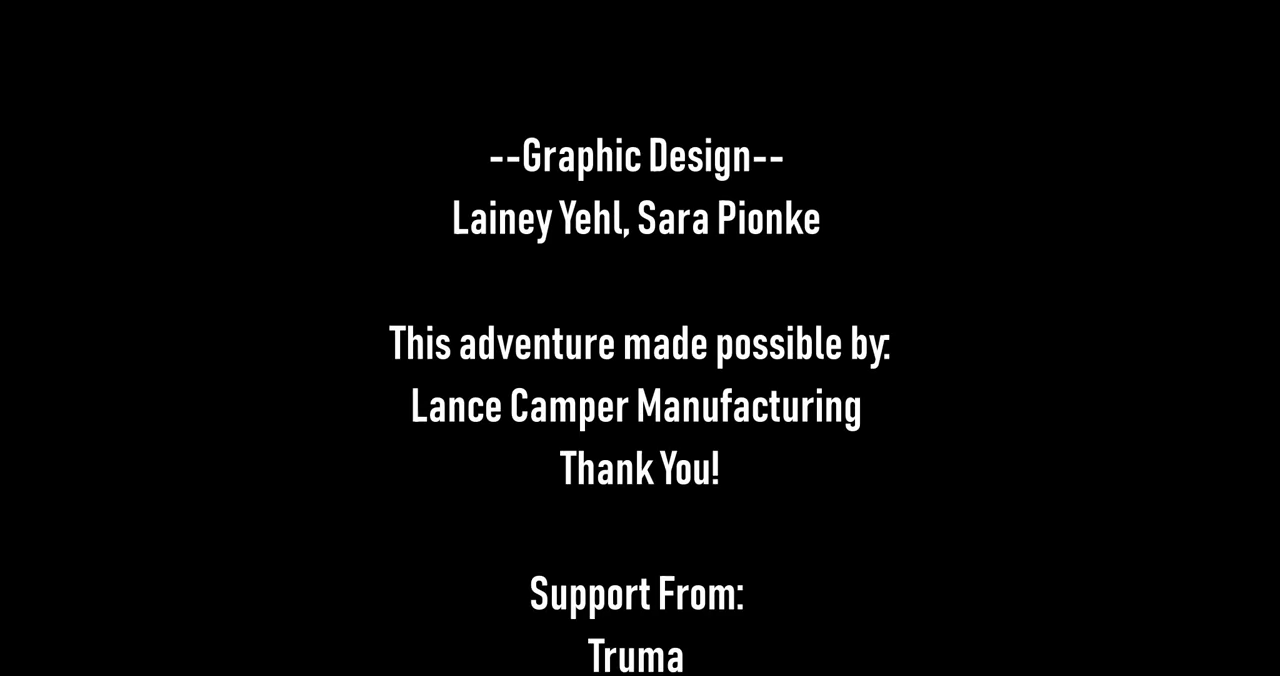 --Graphic Design--
Lainey Yehl, Sara Pionke
This adventure made possible by:
Lance Camper Manufacturing
Thank You!
Support From:
Truma